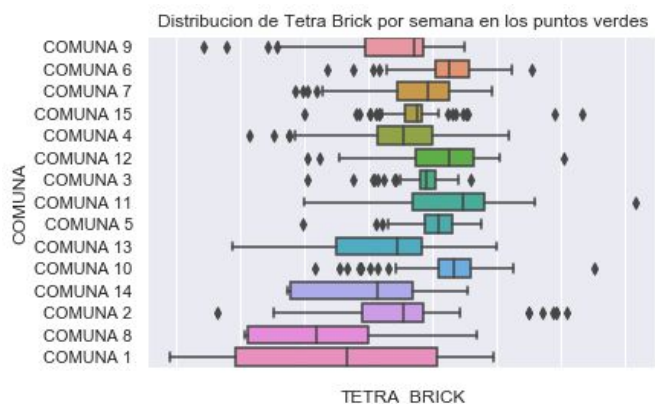 Distribucion de Tetra Brick por semana en los puntos verdes
COMUNA 9
COMUNA 6
COMUNA 7
COMUNA 15
COMUNA 4
COMUNA 12
COMUNA 3
COMUNA 11
COMUNA 5
COMUNA 13
COMUNA 10
COMUNA 14
COMUNA 2
COMUNA 8
COMUNA 1
COMUNA
TETRA_BRICK